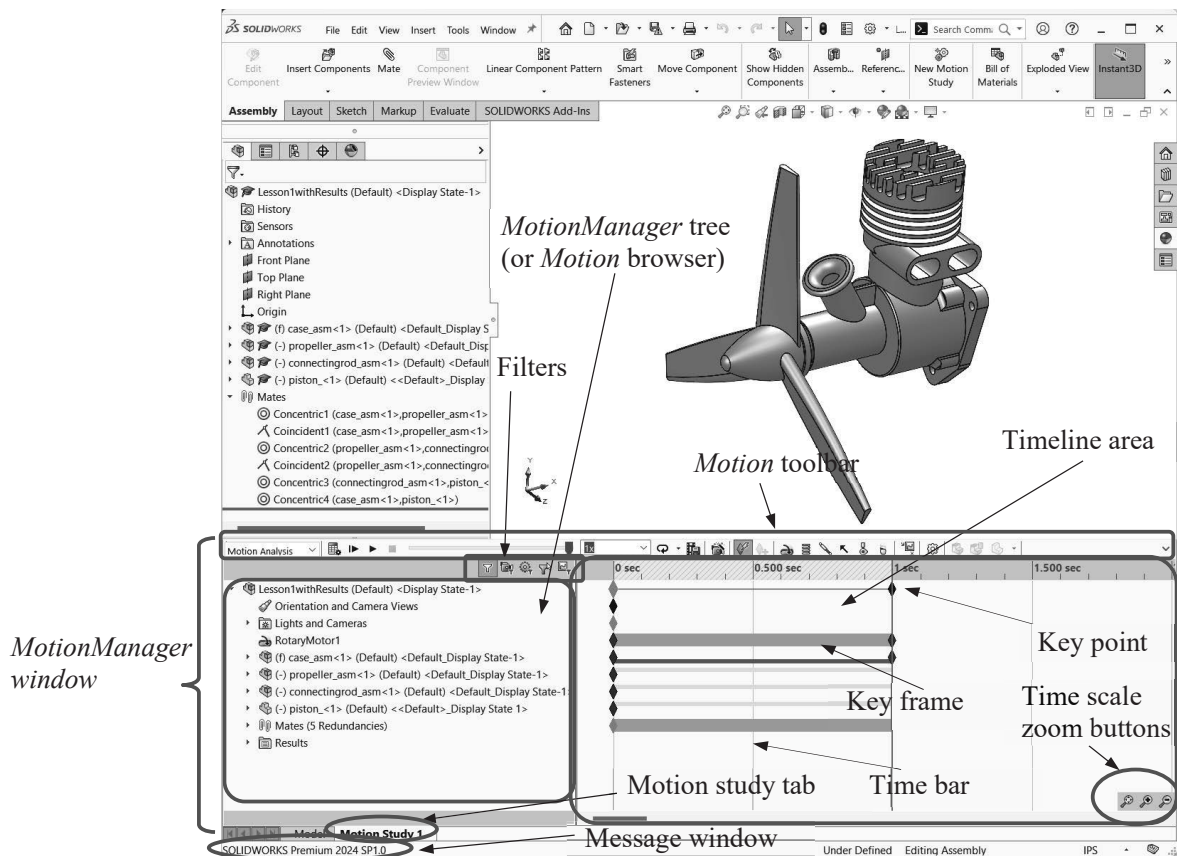 SOLIDWORKS File Edit View Insert Tools Window L... Search Comma
Edit Component
Insert Components
Mate
Component Preview Window
Linear Component Pattern
Smart Fasteners
Move Component
Show Hidden Components
Assemb...
Referenc...
New Motion Study
Bill of Materials
Exploded View
Instant3D
Assembly Layout Sketch Markup Evaluate SOLIDWORKS Add-Ins
Lesson1withResults (Default) <Display State-1>
History
Sensors
Annotations
Front Plane
Top Plane
Right Plane
Origin
(f) case_asm<1> (Default) <Default_Display S
(-) propeller_asm<1> (Default) <Default_Disp
(-) connectingrod_asm<1> (Default) <Default
(-) piston_<1> (Default) <<Default>_Display
Mates
Concentric1 (case_asm<1>,propeller_asm<1>
Coincident1 (case_asm<1>,propeller_asm<1>
Concentric2 (propeller_asm<1>,connectingro
Coincident2 (propeller_asm<1>,connectingro
Concentric3 (connectingrod_asm<1>,piston_<
Concentric4 (case_asm<1>,piston_<1>)
MotionManager tree
(or Motion browser)
Filters
Y
X
Z
Motion toolbar
Timeline area
Motion Analysis 1x
0 sec 0.500 sec 1 sec 1.500 sec
Lesson1withResults (Default) <Display State-1>
Orientation and Camera Views
Lights and Cameras
RotaryMotor1
(f) case_asm<1> (Default) <Default_Display State-1>
(-) propeller_asm<1> (Default) <Default_Display State-1>
(-) connectingrod_asm<1> (Default) <Default_Display State-1>
(-) piston_<1> (Default) <<Default>_Display State 1>
Mates (5 Redundancies)
Results
MotionManager
window
Key point
Key frame
Time scale
zoom buttons
Time bar
Motion study tab
Model Motion Study 1
Message window
SOLIDWORKS Premium 2024 SP1.0 Under Defined Editing Assembly IPS